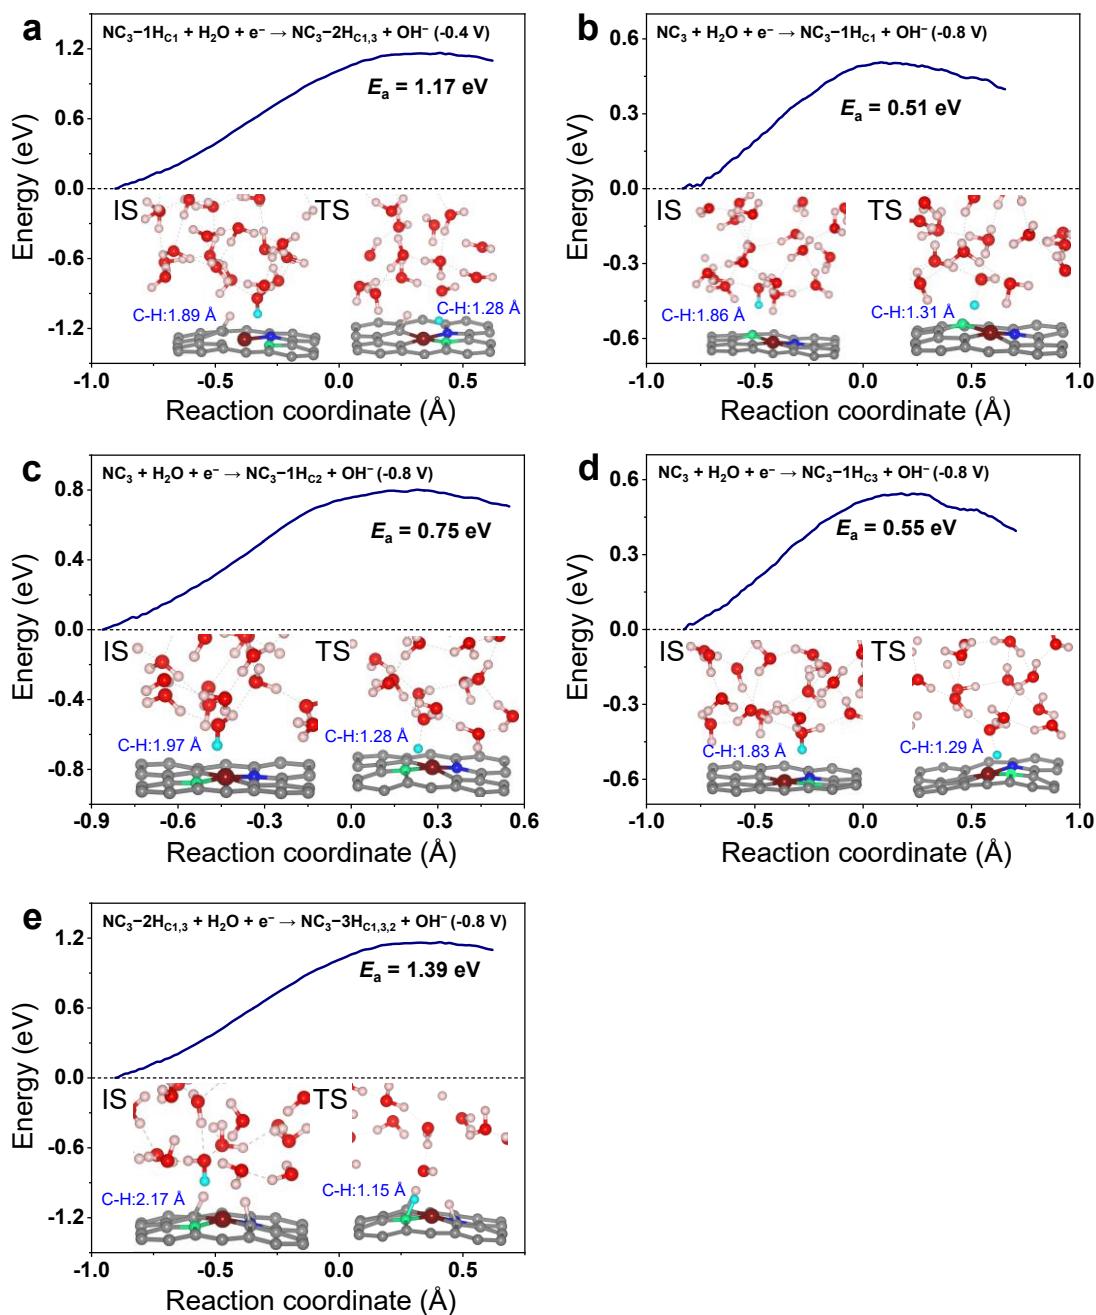 a
NC₃−1H_C1 + H₂O + e⁻ → NC₃−2H_C1,3 + OH⁻ (-0.4 V)
Eₐ = 1.17 eV
Energy (eV)
1.2
0.6
0.0
-0.6
-1.2
IS
TS
C-H:1.89 Å
C-H:1.28 Å
-1.0
-0.5
0.0
0.5
Reaction coordinate (Å)
b
NC₃ + H₂O + e⁻ → NC₃−1H_C1 + OH⁻ (-0.8 V)
Eₐ = 0.51 eV
Energy (eV)
0.6
0.3
0.0
-0.3
-0.6
IS
TS
C-H:1.86 Å
C-H:1.31 Å
-1.0
-0.5
0.0
0.5
1.0
Reaction coordinate (Å)
c
NC₃ + H₂O + e⁻ → NC₃−1H_C2 + OH⁻ (-0.8 V)
Eₐ = 0.75 eV
Energy (eV)
0.8
0.4
0.0
-0.4
-0.8
IS
TS
C-H:1.97 Å
C-H:1.28 Å
-0.9
-0.6
-0.3
0.0
0.3
0.6
Reaction coordinate (Å)
d
NC₃ + H₂O + e⁻ → NC₃−1H_C3 + OH⁻ (-0.8 V)
Eₐ = 0.55 eV
Energy (eV)
0.6
0.3
0.0
-0.3
-0.6
IS
TS
C-H:1.83 Å
C-H:1.29 Å
-1.0
-0.5
0.0
0.5
1.0
Reaction coordinate (Å)
e
NC₃−2H_C1,3 + H₂O + e⁻ → NC₃−3H_C1,3,2 + OH⁻ (-0.8 V)
Eₐ = 1.39 eV
Energy (eV)
1.2
0.6
0.0
-0.6
-1.2
IS
TS
C-H:2.17 Å
C-H:1.15 Å
-1.0
-0.5
0.0
0.5
Reaction coordinate (Å)